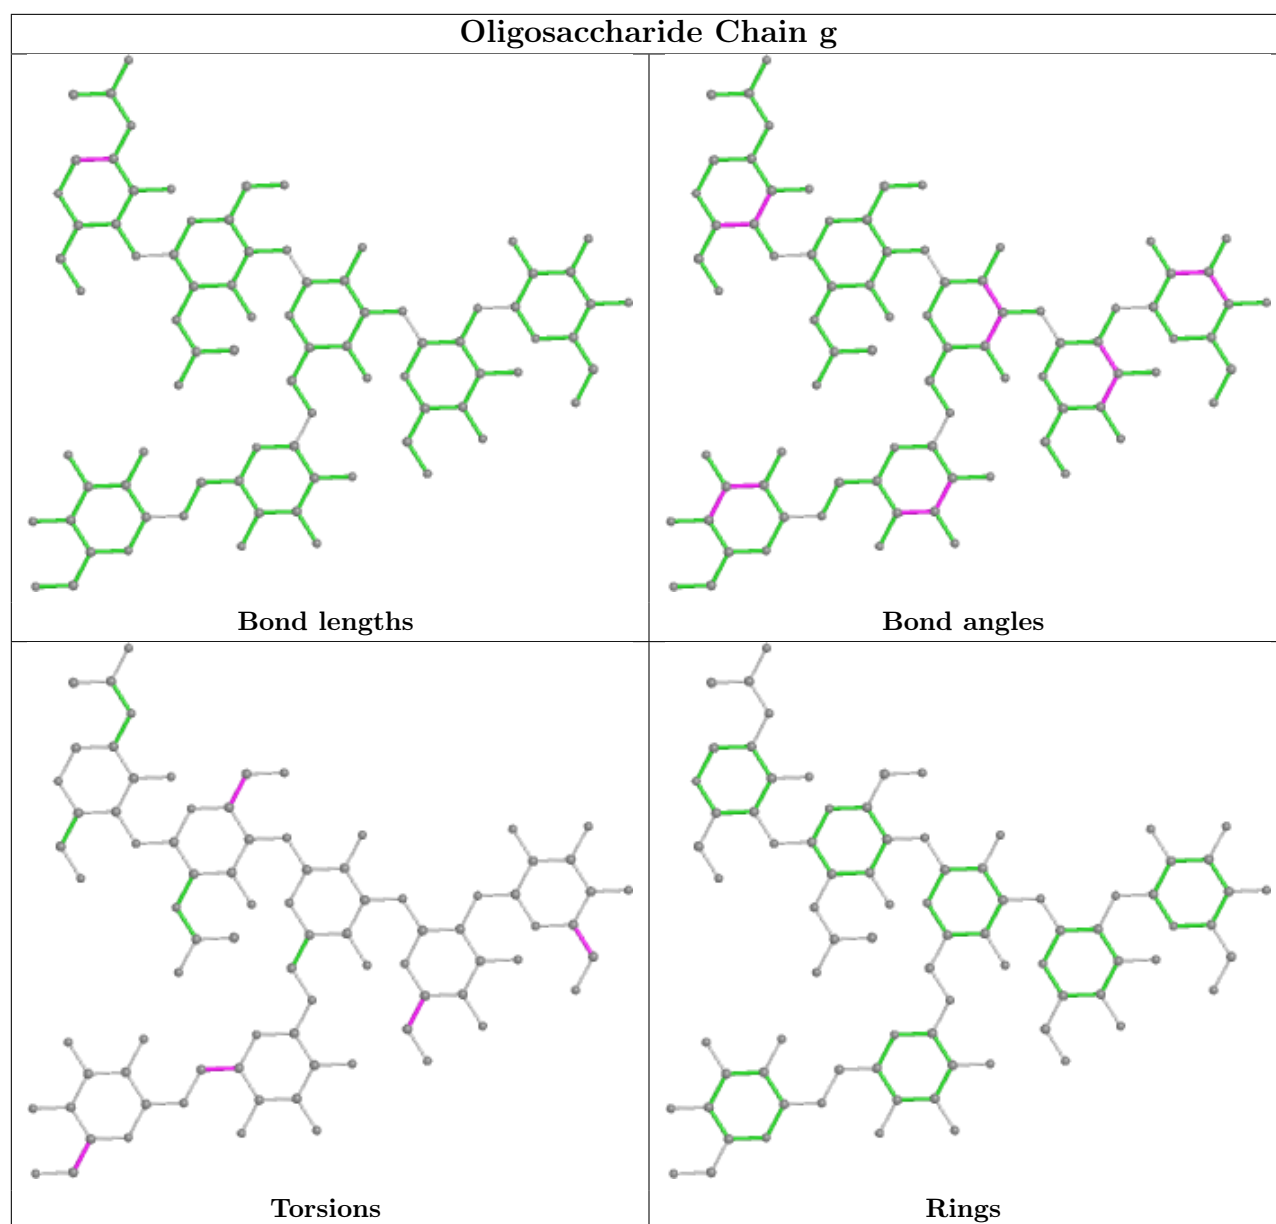 Oligosaccharide Chain g
Bond lengths
Bond angles
Torsions
Rings